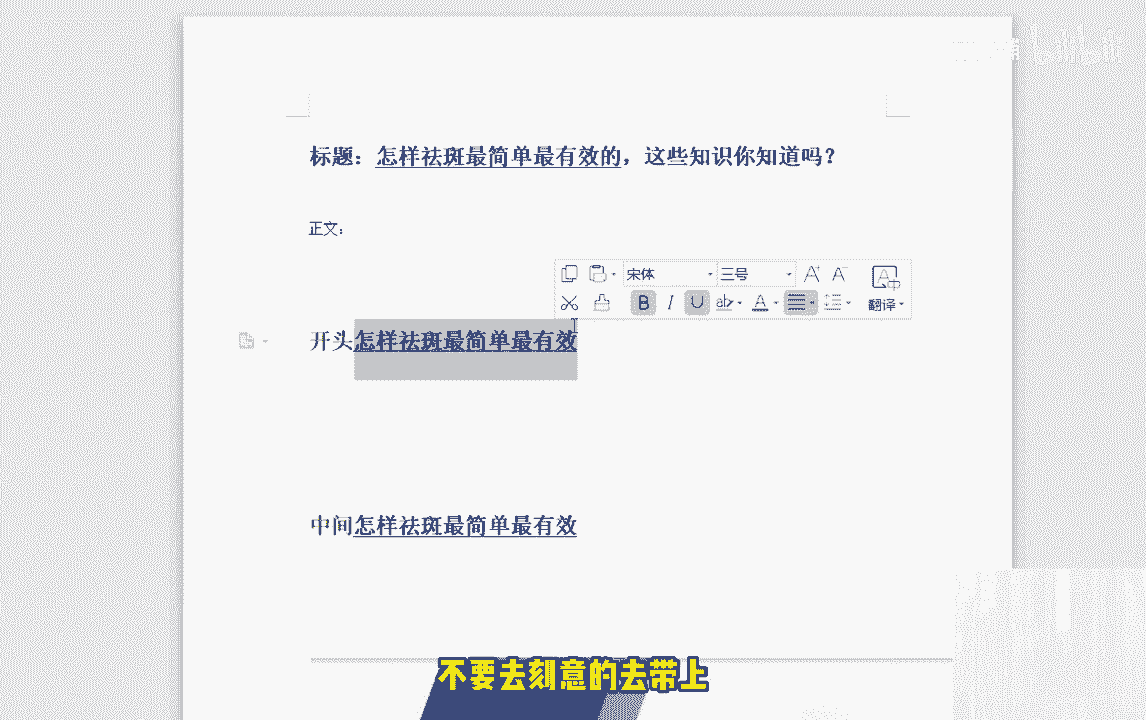 bilibili
标题：怎样祛斑最简单最有效的，这些知识你知道吗？
正文：
宋体 三号
B I U A 翻译
开头怎样祛斑最简单最有效
中间怎样祛斑最简单最有效
不要去刻意的去带上